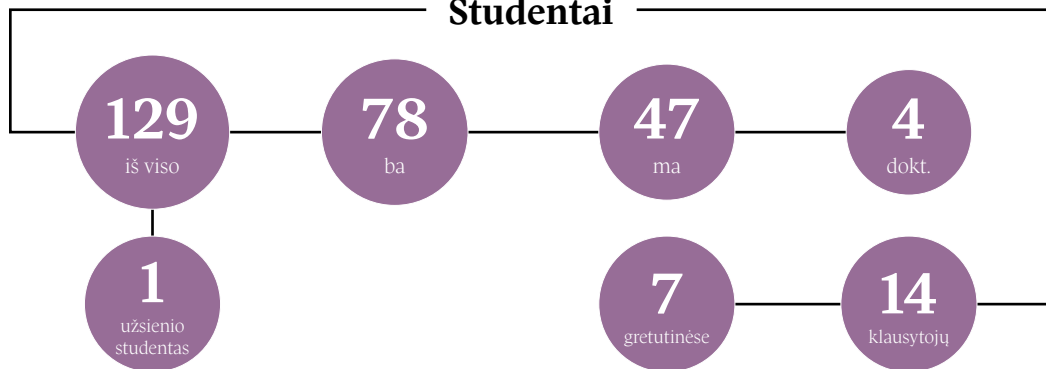 Studentai
129
iš viso
78
ba
47
ma
4
dokt.
1
užsienio
studentas
7
gretutinėse
14
klausytojų